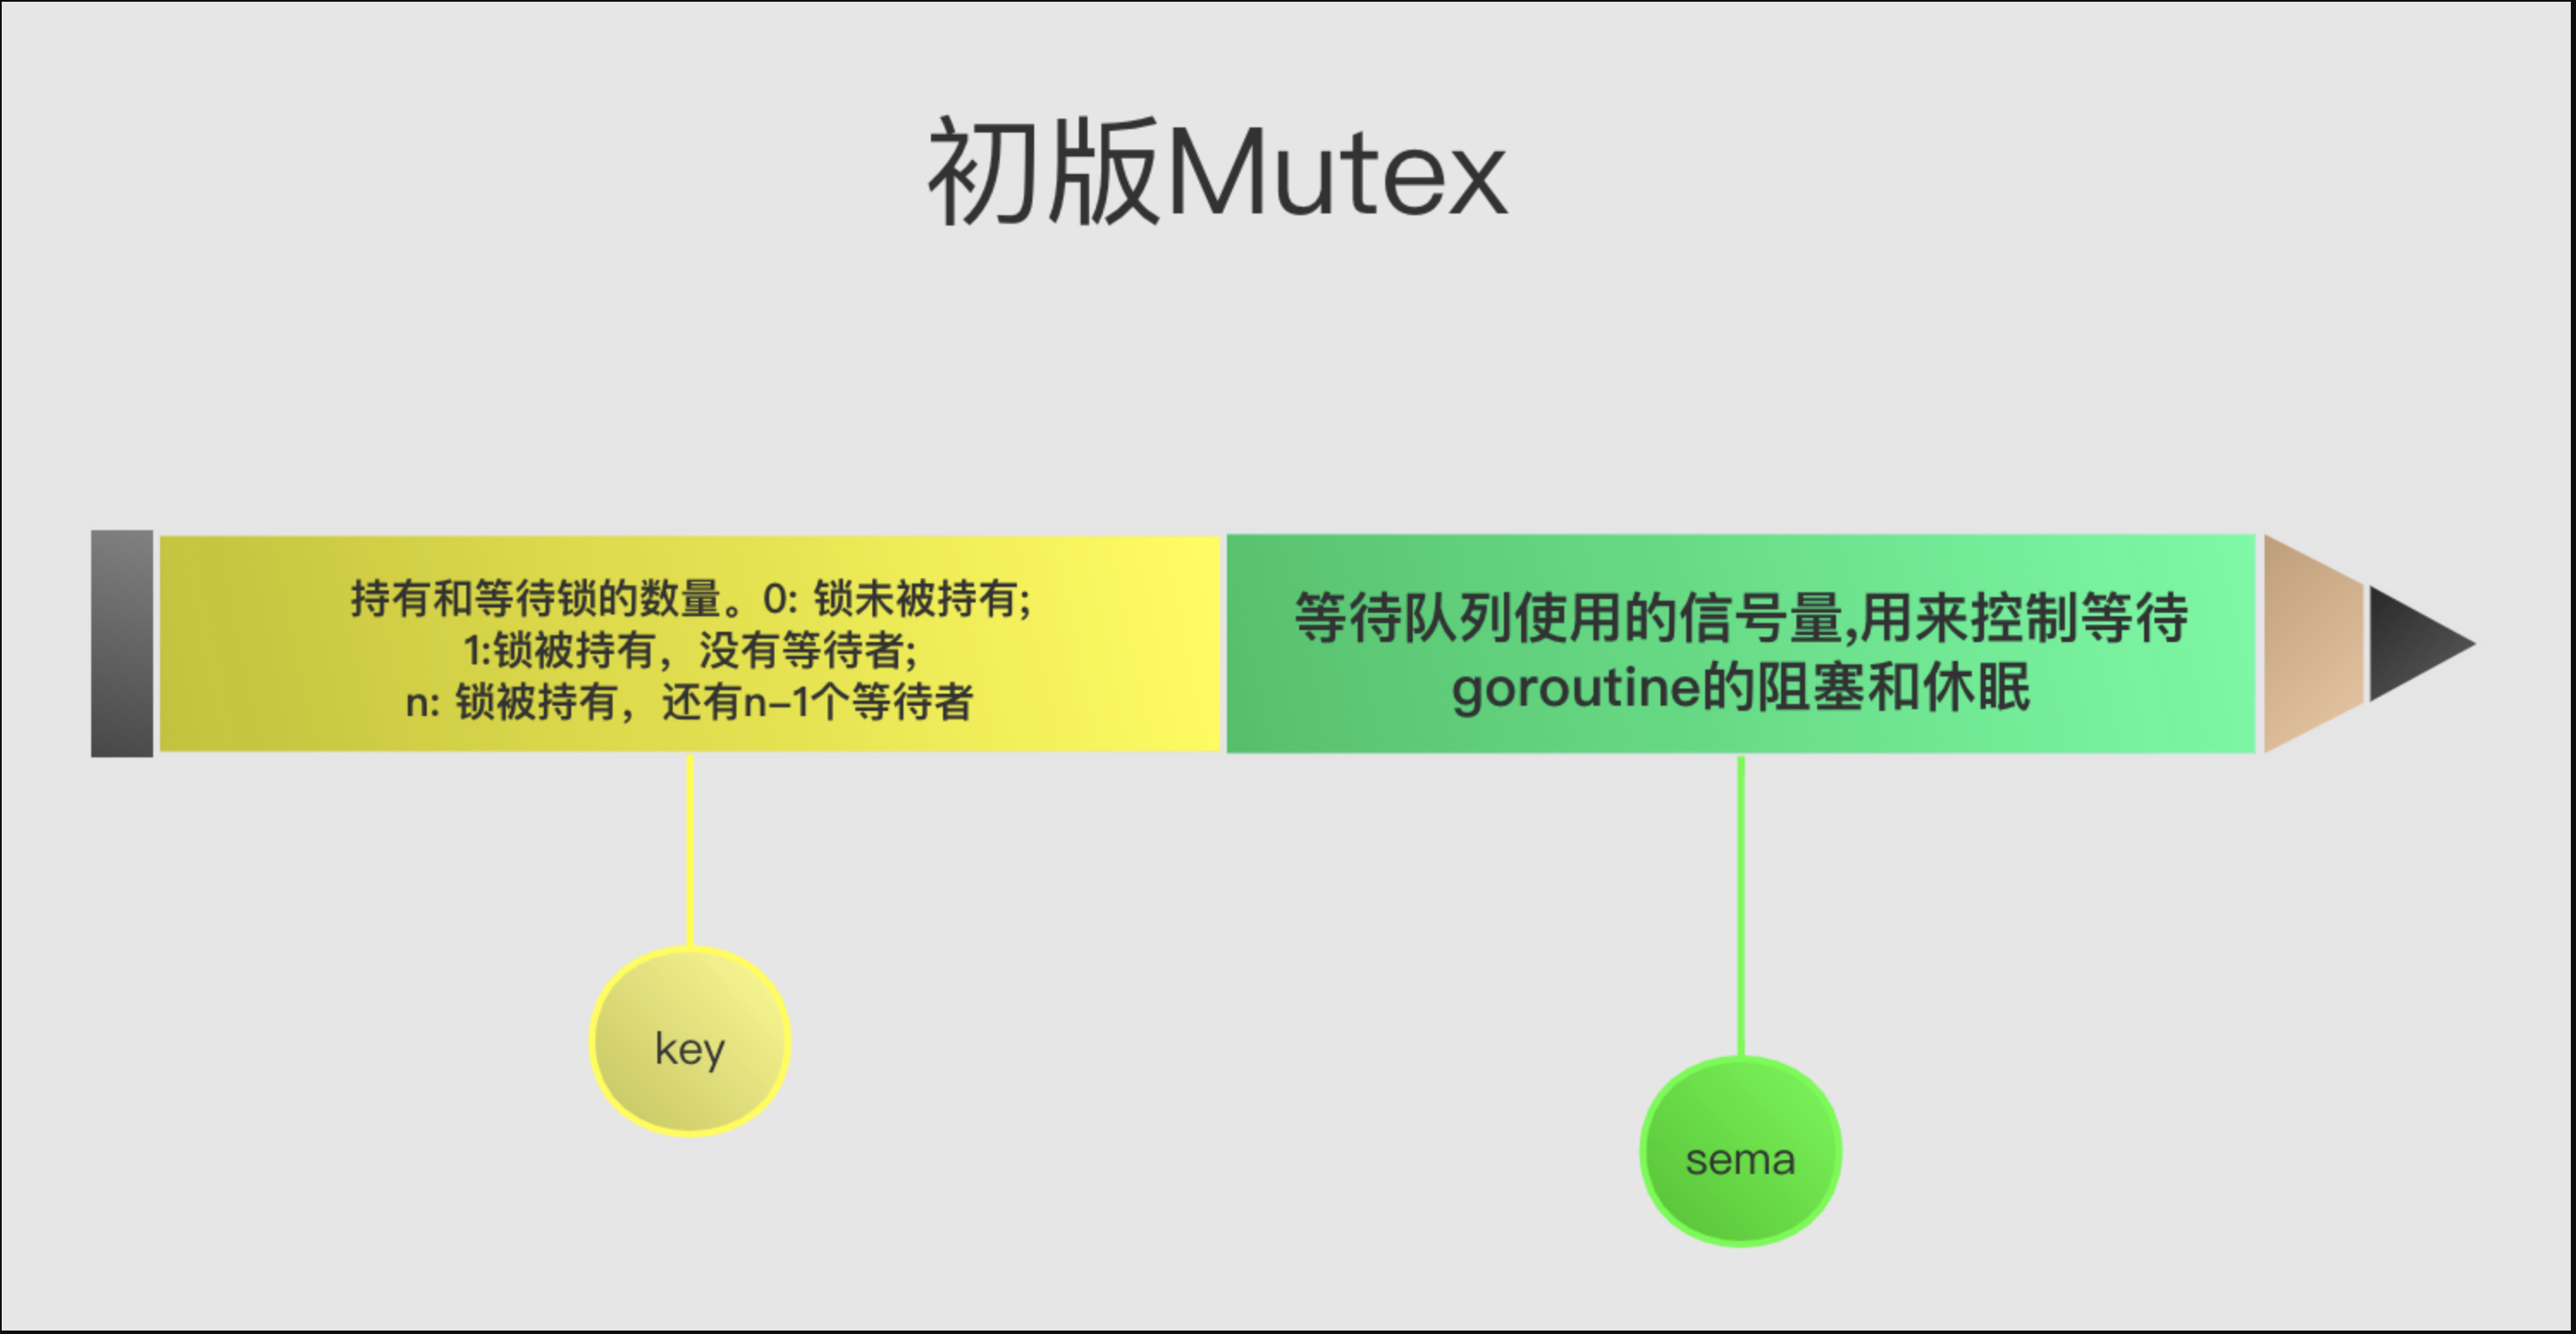 初版Mutex
持有和等待锁的数量。0: 锁未被持有;
1:锁被持有，没有等待者;
n: 锁被持有，还有n-1个等待者
等待队列使用的信号量,用来控制等待
goroutine的阻塞和休眠
key
sema